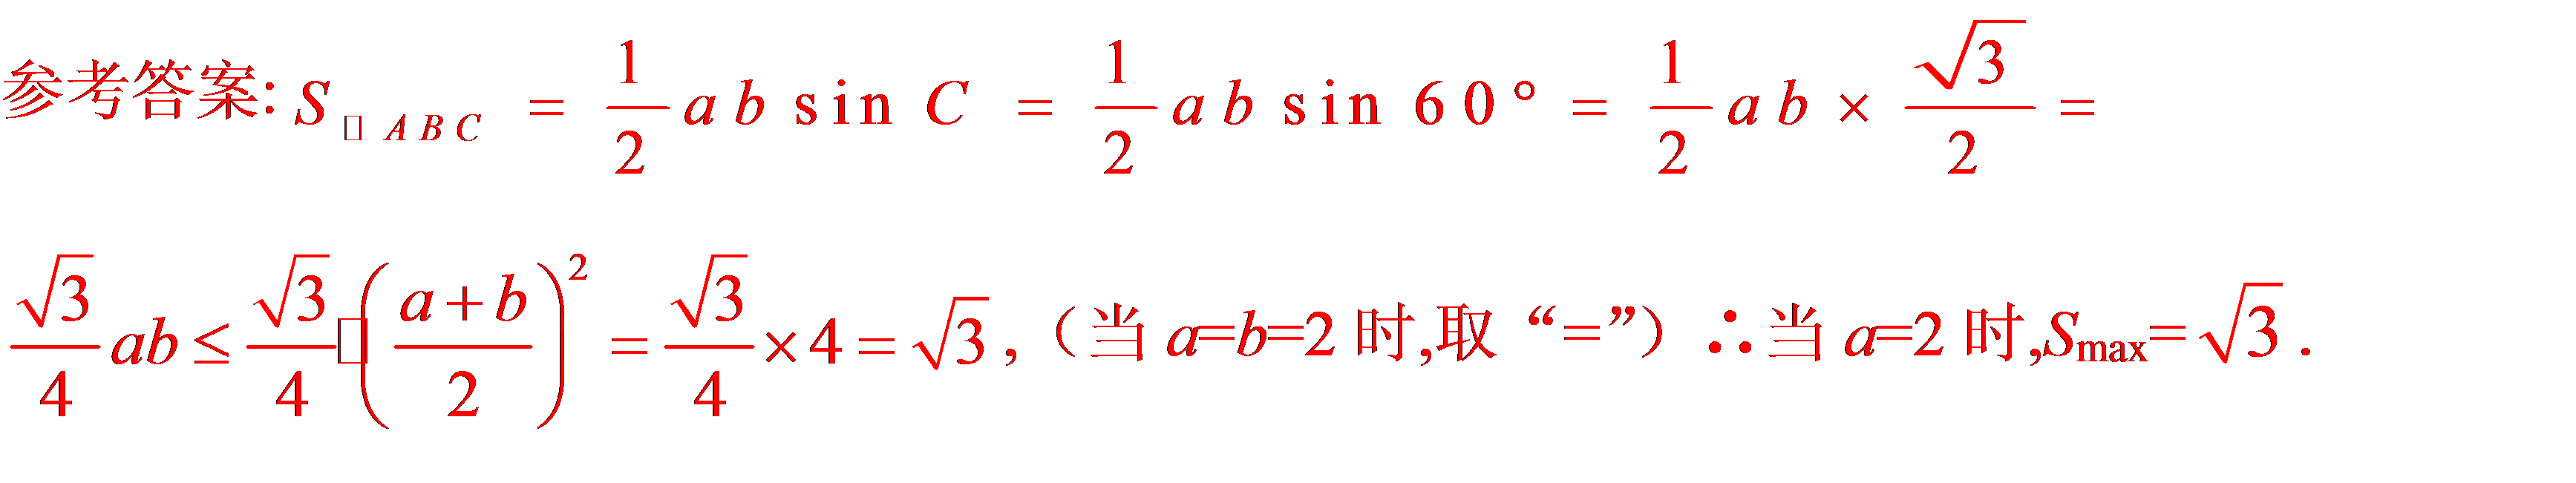 参考答案: S□ABC = 1/2 ab sin C = 1/2 ab sin 60° = 1/2 ab × √3/2 =
√3/4 ab ≤ √3/4 □ ((a+b)/2)² = √3/4 ×4 = √3 ,（当 a=b=2 时,取 “=”）∴当 a=2 时,Smax= √3 .